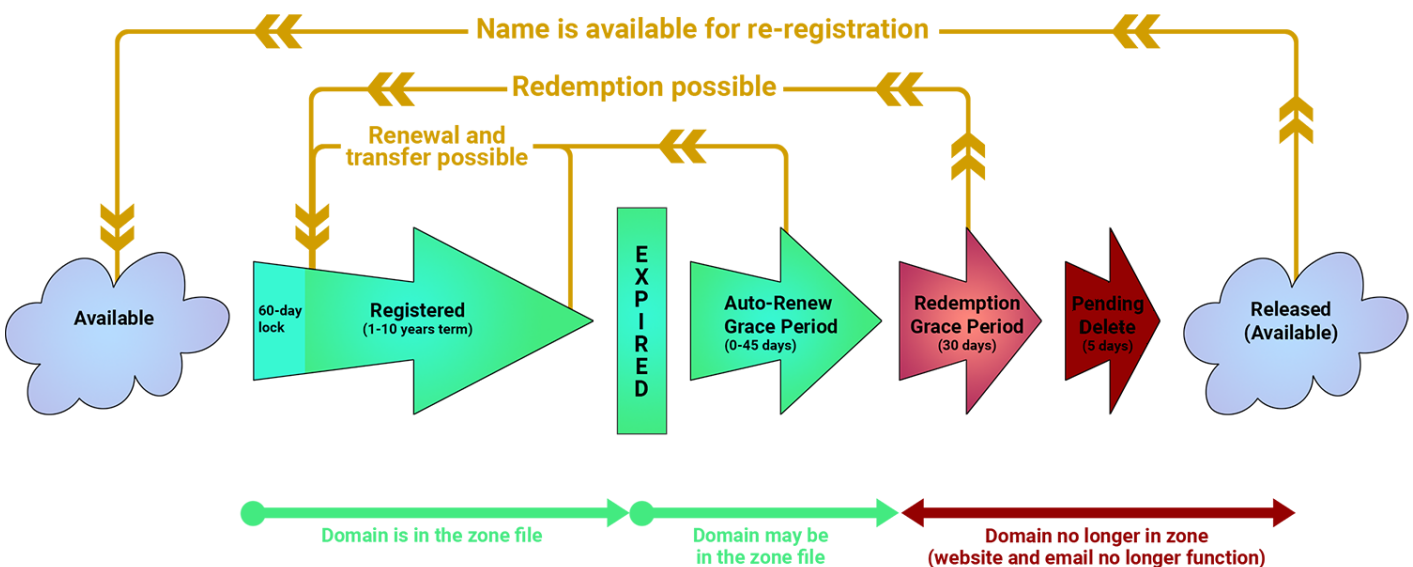 Name is available for re-registration
Redemption possible
Renewal and
transfer possible
Available
60-day
lock
Registered
(1-10 years term)
EXPIRED
Auto-Renew
Grace Period
(0-45 days)
Redemption
Grace Period
(30 days)
Pending
Delete
(5 days)
Released
(Available)
Domain is in the zone file
Domain may be
in the zone file
Domain no longer in zone
(website and email no longer function)